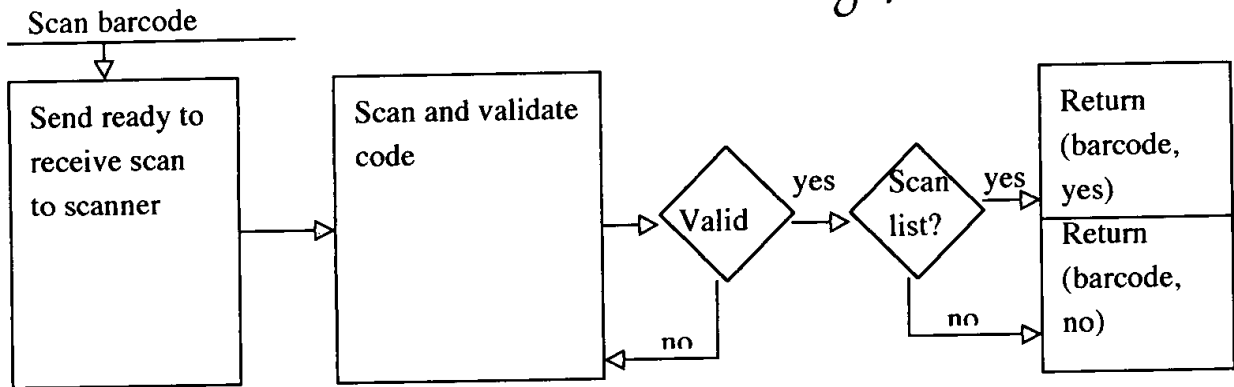 Scan barcode
Send ready to
receive scan
to scanner
Scan and validate
code
Valid
yes
no
Scan
list?
yes
no
Return
(barcode,
yes)
Return
(barcode,
no)